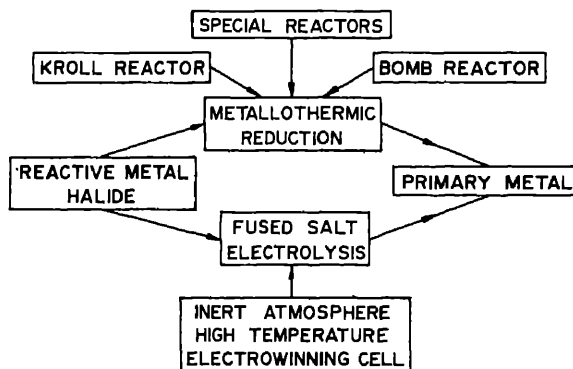 SPECIAL REACTORS
KROLL REACTOR
BOMB REACTOR
METALLOTHERMIC
REDUCTION
REACTIVE METAL
HALIDE
PRIMARY METAL
FUSED SALT
ELECTROLYSIS
INERT ATMOSPHERE
HIGH TEMPERATURE
ELECTROWINNING CELL